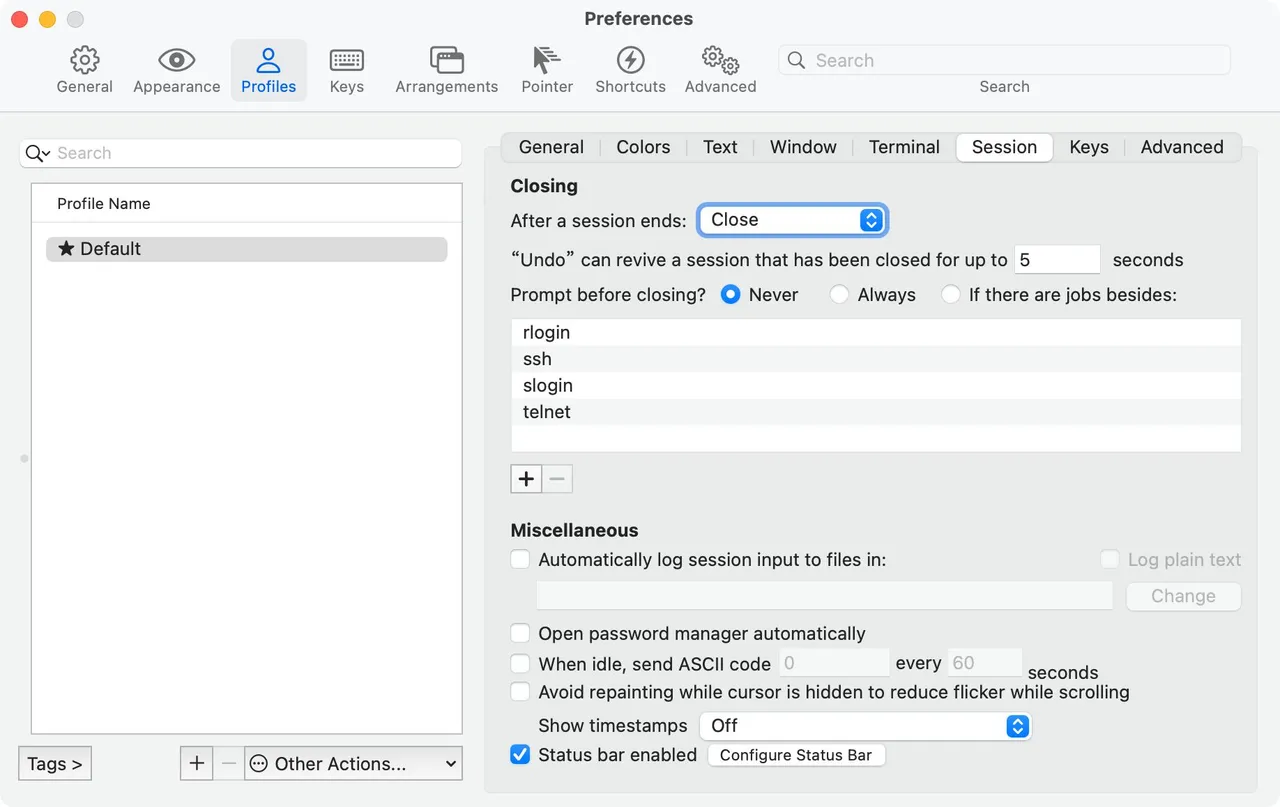 Preferences
General
Appearance
Profiles
Keys
Arrangements
Pointer
Shortcuts
Advanced
Search
Search
Search
Profile Name
★ Default
Tags >
+
−
Other Actions...
General
Colors
Text
Window
Terminal
Session
Keys
Advanced
Closing
After a session ends: Close
“Undo” can revive a session that has been closed for up to 5 seconds
Prompt before closing? Never Always If there are jobs besides:
rlogin
ssh
slogin
telnet
+ −
Miscellaneous
Automatically log session input to files in: Log plain text
Change
Open password manager automatically
When idle, send ASCII code 0 every 60 seconds
Avoid repainting while cursor is hidden to reduce flicker while scrolling
Show timestamps Off
Status bar enabled Configure Status Bar